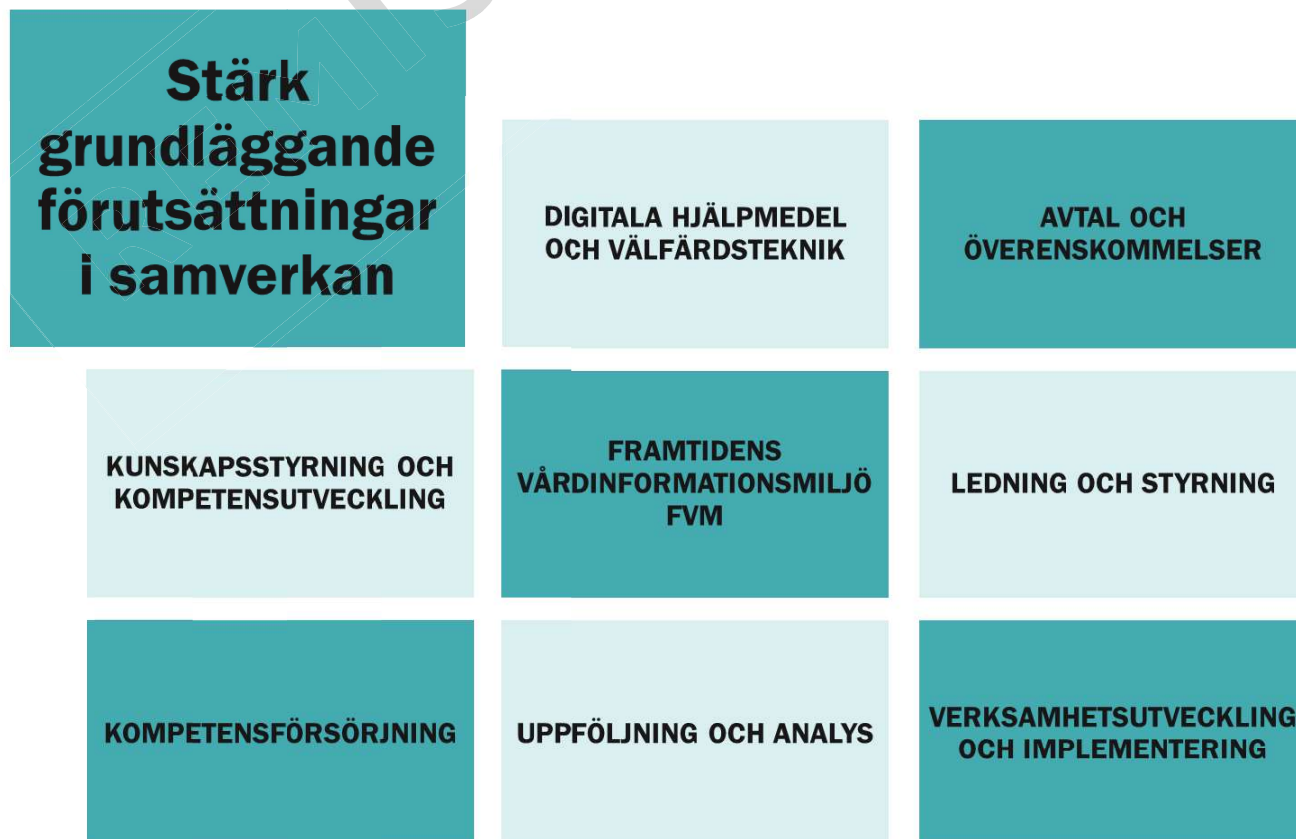 Stärk
grundläggande
förutsättningar
i samverkan
DIGITALA HJÄLPMEDEL
OCH VÄLFÄRDSTEKNIK
AVTAL OCH
ÖVERENSKOMMELSER
KUNSKAPSSTYRNING OCH
KOMPETENSUTVECKLING
FRAMTIDENS
VÅRDINFORMATIONSMILJÖ
FVM
LEDNING OCH STYRNING
KOMPETENSFÖRSÖRJNING
UPPFÖLJNING OCH ANALYS
VERKSAMHETSUTVECKLING
OCH IMPLEMENTERING